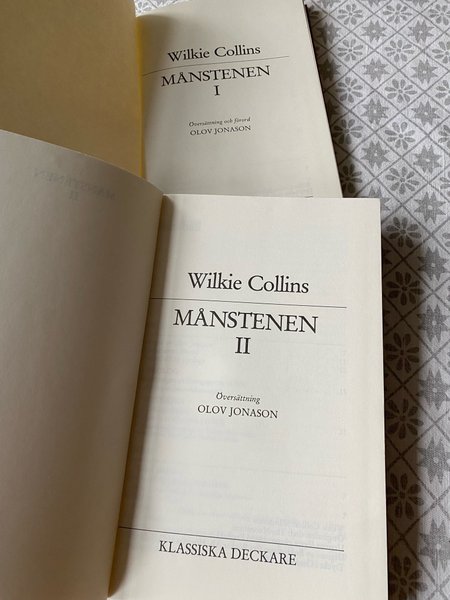 Wilkie Collins
MÅNSTENEN
I
Översättning och förord
OLOV JONASON
Wilkie Collins
MÅNSTENEN
II
Översättning
OLOV JONASON
KLASSISKA DECKARE